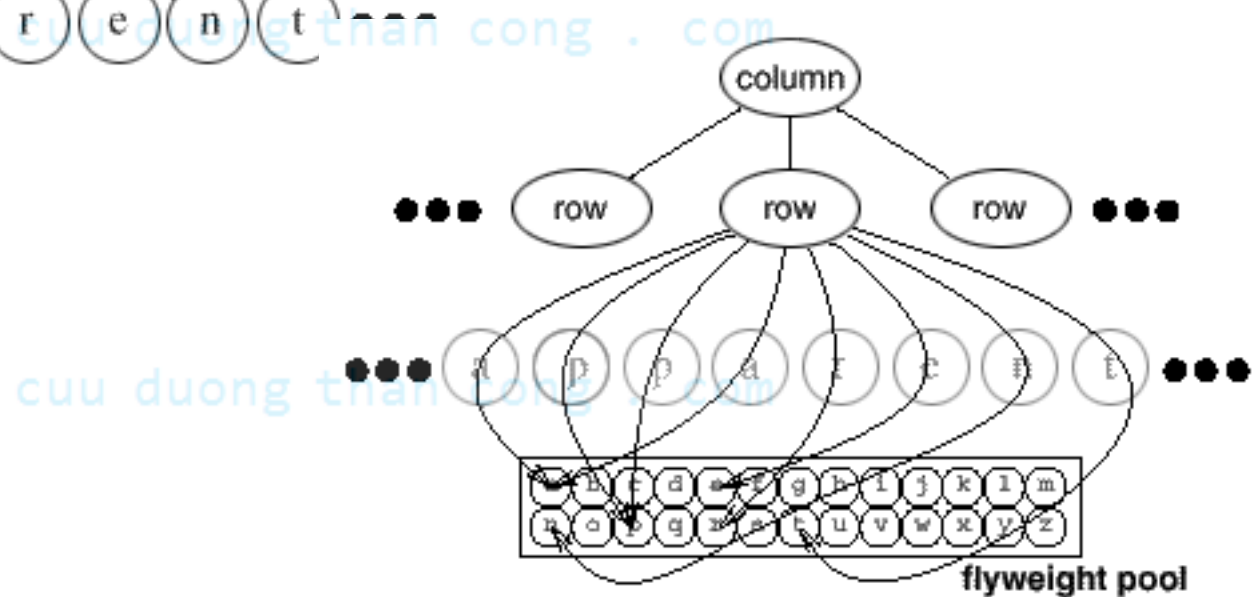 r e n t
cuu duong than cong . com
column
row row row
a p p a r e n t
cuu duong than cong . com
a b c d e f g h i j k l m
n o p q r s t u v w x y z
flyweight pool